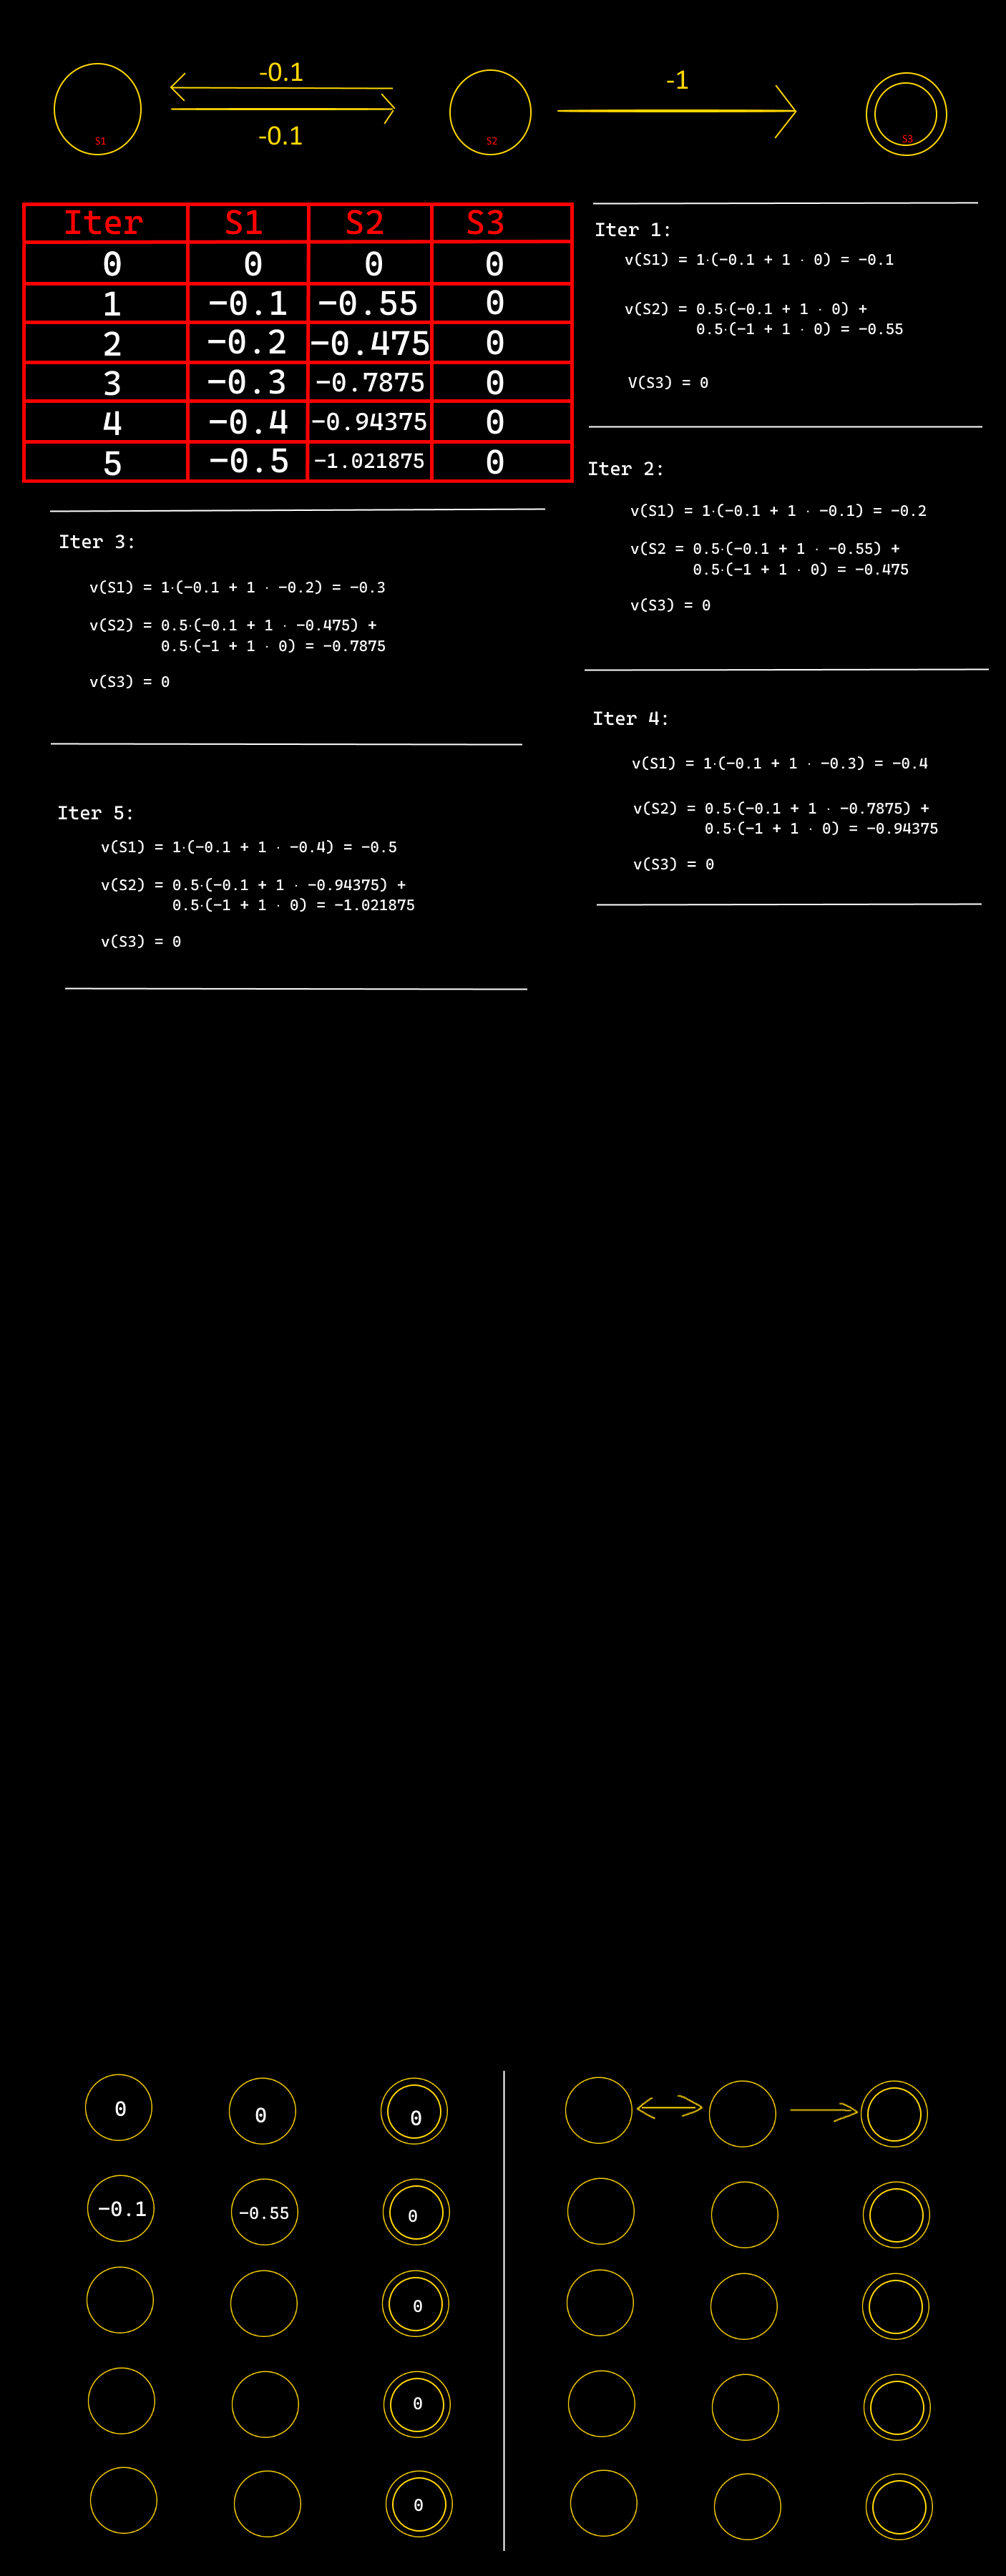 -0.1
-0.1
-1
S1
S2
S3
Iter S1 S2 S3
0 0 0 0
1 -0.1 -0.55 0
2 -0.2 -0.475 0
3 -0.3 -0.7875 0
4 -0.4 -0.94375 0
5 -0.5 -1.021875 0
Iter 1:
v(S1) = 1·(-0.1 + 1 · 0) = -0.1
v(S2) = 0.5·(-0.1 + 1 · 0) +
0.5·(-1 + 1 · 0) = -0.55
V(S3) = 0
Iter 2:
v(S1) = 1·(-0.1 + 1 · -0.1) = -0.2
v(S2 = 0.5·(-0.1 + 1 · -0.55) +
0.5·(-1 + 1 · 0) = -0.475
v(S3) = 0
Iter 3:
v(S1) = 1·(-0.1 + 1 · -0.2) = -0.3
v(S2) = 0.5·(-0.1 + 1 · -0.475) +
0.5·(-1 + 1 · 0) = -0.7875
v(S3) = 0
Iter 4:
v(S1) = 1·(-0.1 + 1 · -0.3) = -0.4
v(S2) = 0.5·(-0.1 + 1 · -0.7875) +
0.5·(-1 + 1 · 0) = -0.94375
v(S3) = 0
Iter 5:
v(S1) = 1·(-0.1 + 1 · -0.4) = -0.5
v(S2) = 0.5·(-0.1 + 1 · -0.94375) +
0.5·(-1 + 1 · 0) = -1.021875
v(S3) = 0
0 0 0
-0.1 -0.55 0
0
0
0